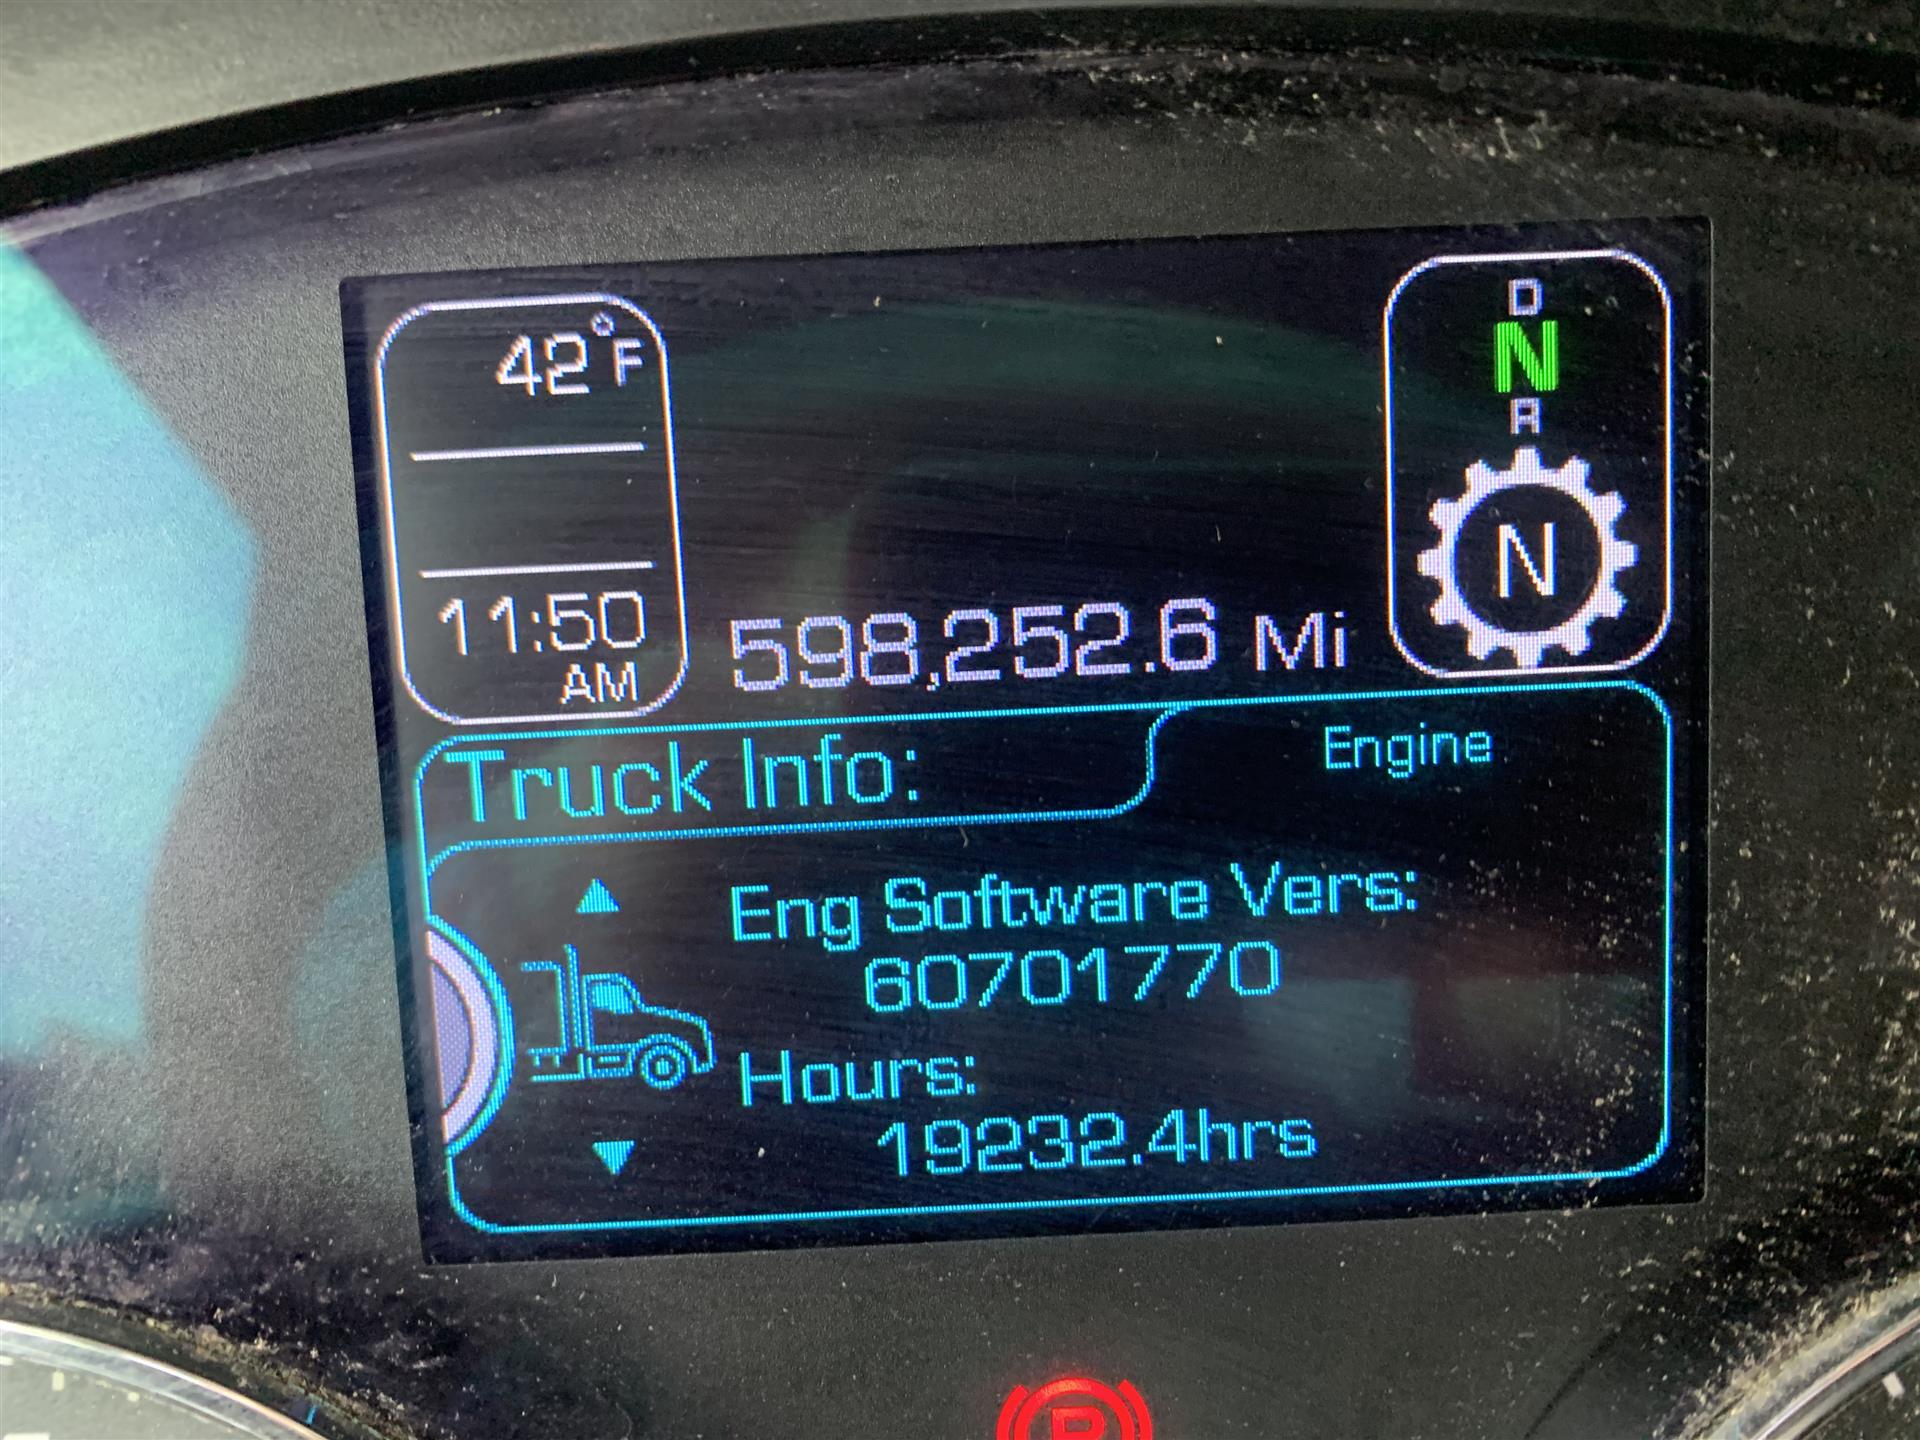 42°F
11:50
AM
598,252.6 Mi
D
N
R
N
Truck Info:
Engine
Eng Software Vers:
60701770
Hours:
19232.4hrs
P